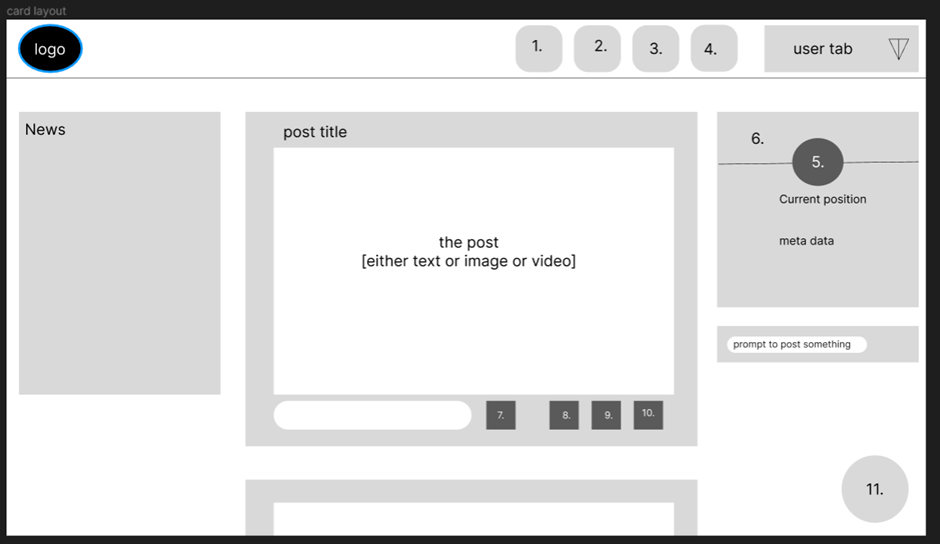 card layout
logo
1.
2.
3.
4.
user tab
News
post title
the post
[either text or image or video]
6.
5.
Current position
meta data
prompt to post something
7.
8.
9.
10.
11.